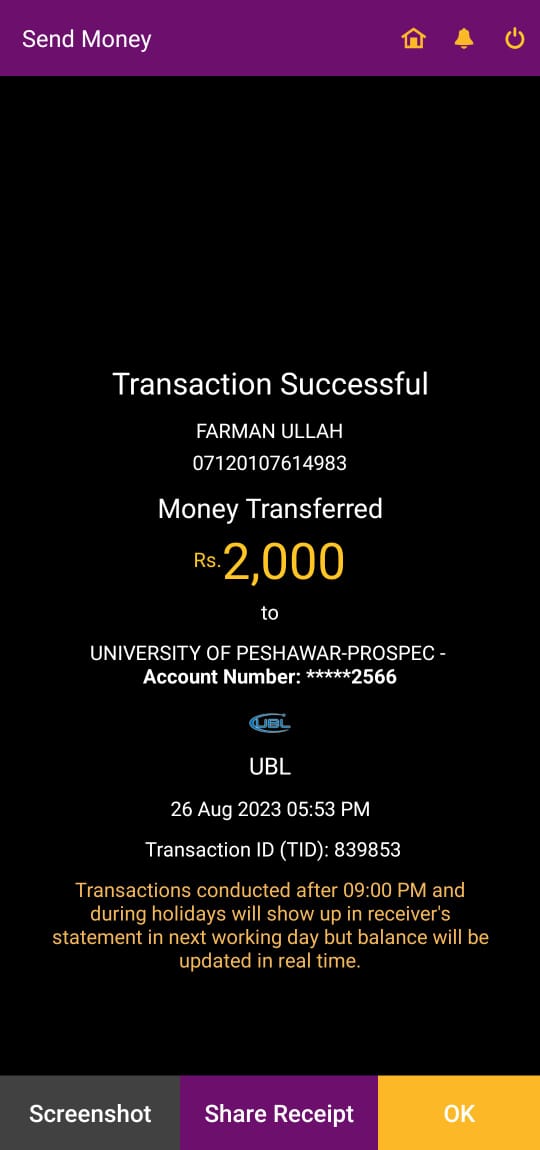 Send Money
Transaction Successful
FARMAN ULLAH
07120107614983
Money Transferred
Rs.2,000
to
UNIVERSITY OF PESHAWAR-PROSPEC -
Account Number: *****2566
UBL
UBL
26 Aug 2023 05:53 PM
Transaction ID (TID): 839853
Transactions conducted after 09:00 PM and
during holidays will show up in receiver's
statement in next working day but balance will be
updated in real time.
Screenshot
Share Receipt
OK